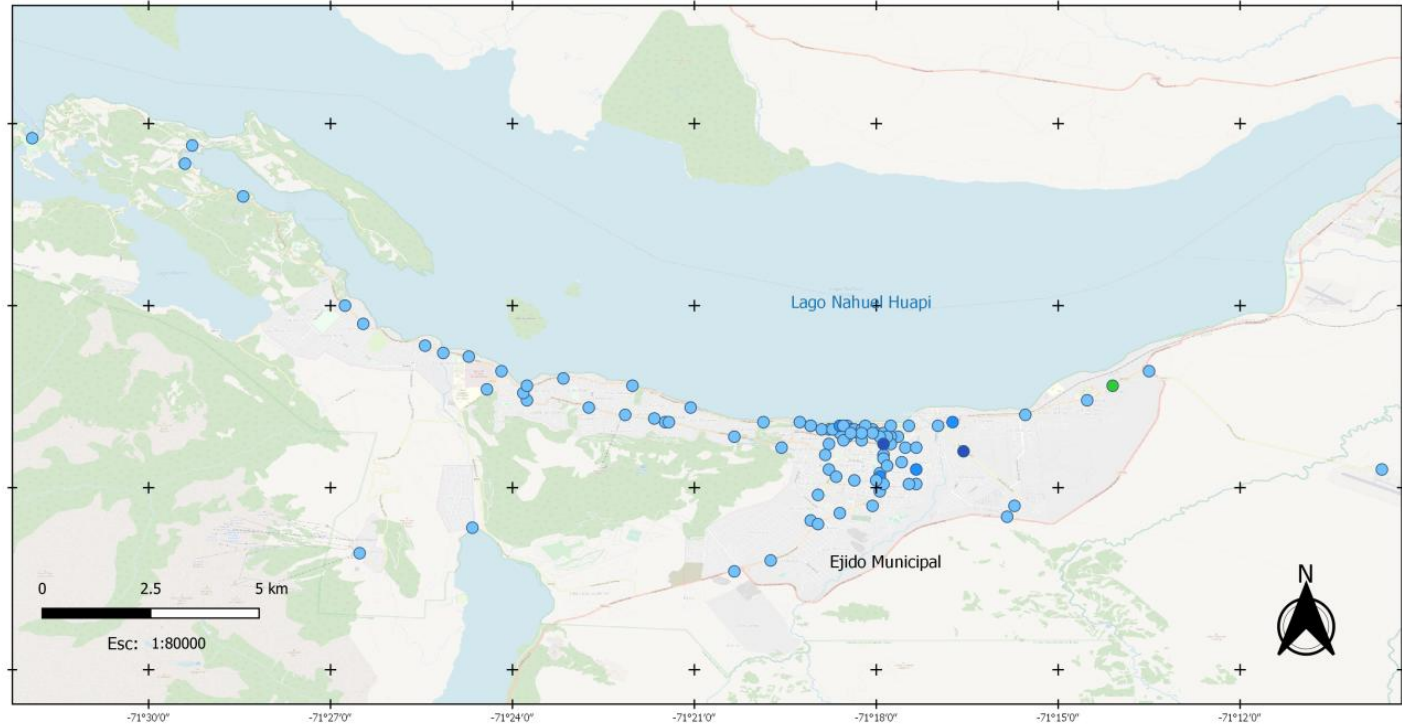 Lago Nahuel Huapi
Ejido Municipal
0 2.5 5 km
Esc: 1:80000
N
-71°30'0" -71°27'0" -71°24'0" -71°21'0" -71°18'0" -71°15'0" -71°12'0"